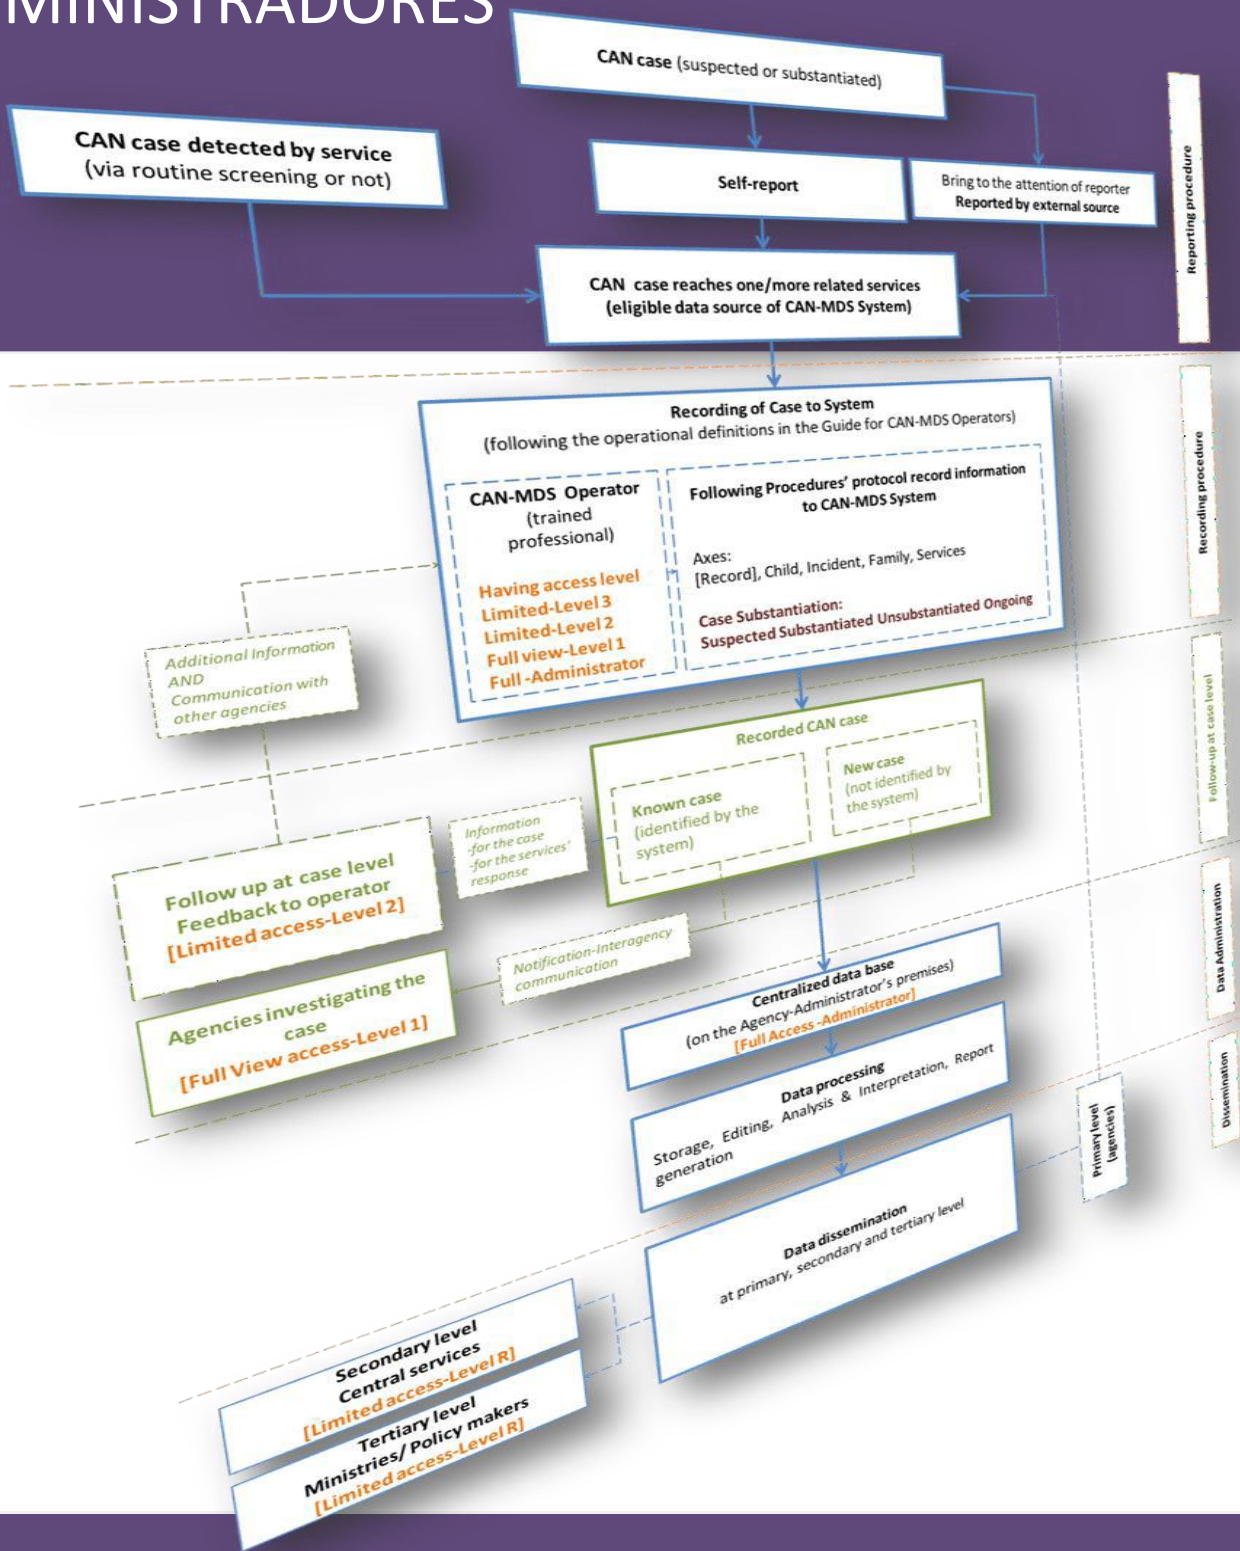 MINISTRADORES
CAN case (suspected or substantiated)
CAN case detected by service
(via routine screening or not)
Self-report
Bring to the attention of reporter
Reported by external source
Reporting procedure
CAN case reaches one/more related services
(eligible data source of CAN-MDS System)
Recording of Case to System
(following the operational definitions in the Guide for CAN-MDS Operators)
CAN-MDS Operator
(trained
professional)
Having access level
Limited-Level 3
Limited-Level 2
Full view-Level 1
Full -Administrator
Following Procedures' protocol record information
to CAN-MDS System
Axes:
[Record], Child, Incident, Family, Services
Case Substantiation:
Suspected Substantiated Unsubstantiated Ongoing
Recording procedure
Additional Information
AND
Communication with
other agencies
Recorded CAN case
Known case
(identified by the
system)
New case
(not identified by
the system)
Follow-up at case level
Information
-for the case
-for the services'
response
Follow up at case level
Feedback to operator
[Limited access-Level 2]
Notification-Interagency
communication
Agencies investigating the
case
[Full View access-Level 1]
Centralized data base
(on the Agency-Administrator's premises)
[Full Access -Administrator]
Data Administration
Data processing
Storage, Editing, Analysis & Interpretation, Report
generation
Dissemination
Primary level
(agencies)
Data dissemination
at primary, secondary and tertiary level
Secondary level
Central services
[Limited access-Level R]
Tertiary level
Ministries/ Policy makers
[Limited access-Level R]